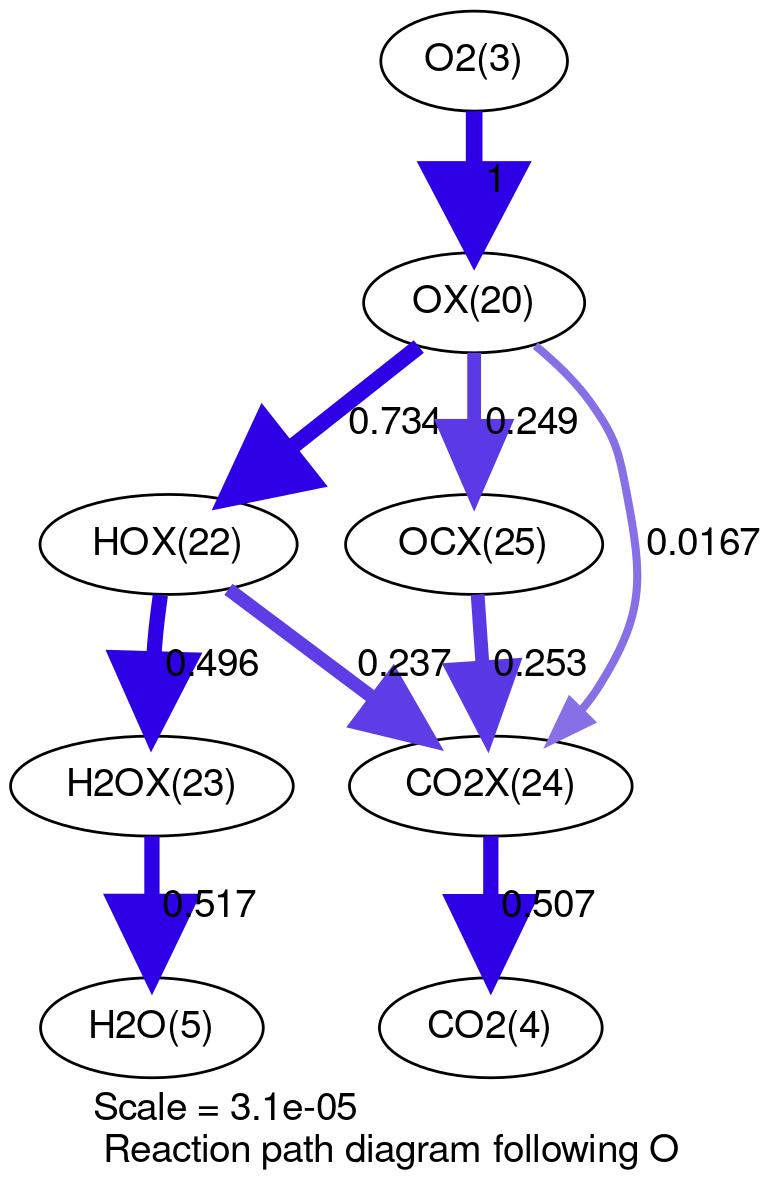 O2(3)
1
OX(20)
0.734
0.249
HOX(22)
OCX(25)
0.0167
0.496
0.237
0.253
H2OX(23)
CO2X(24)
0.517
0.507
H2O(5)
CO2(4)
Scale = 3.1e-05
Reaction path diagram following O